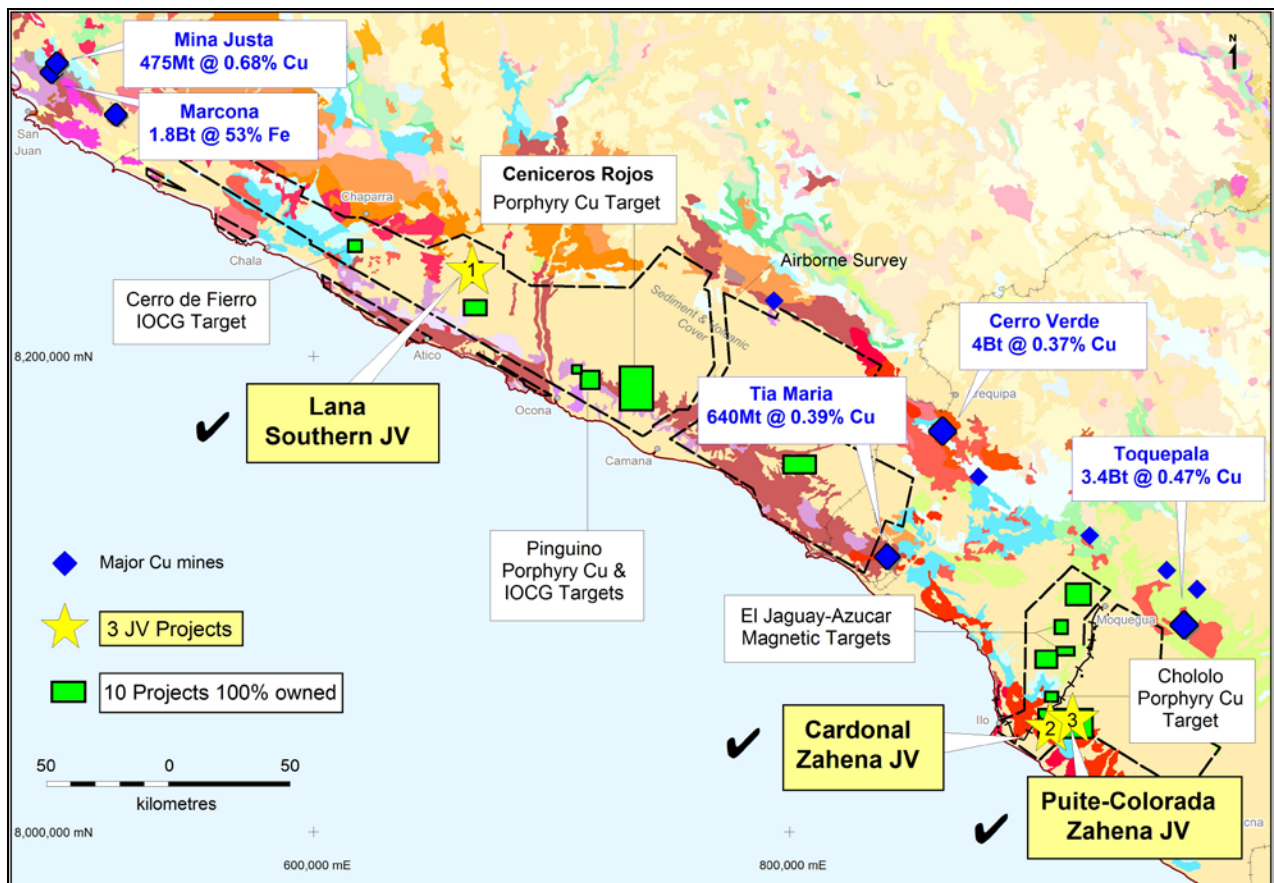 Mina Justa
475Mt @ 0.68% Cu
Marcona
1.8Bt @ 53% Fe
San
Juan
N
1
Ceniceros Rojos
Porphyry Cu Target
Chaparra
Chala
1
Airborne Survey
Sediment & Volcanic
Cover
Cerro de Fierro
IOCG Target
Cerro Verde
4Bt @ 0.37% Cu
8,200,000 mN
Atico
Ocona
Camana
Tia Maria
640Mt @ 0.39% Cu
requipa
Lana
Southern JV
Toquepala
3.4Bt @ 0.47% Cu
Pinguino
Porphyry Cu &
IOCG Targets
Major Cu mines
3 JV Projects
10 Projects 100% owned
El Jaguay-Azucar
Magnetic Targets
Moquegua
Chololo
Porphyry Cu
Target
Ilo
2
3
Cardonal
Zahena JV
Puite-Colorada
Zahena JV
50 0 50
kilometres
8,000,000 mN
600,000 mE
800,000 mE
cna